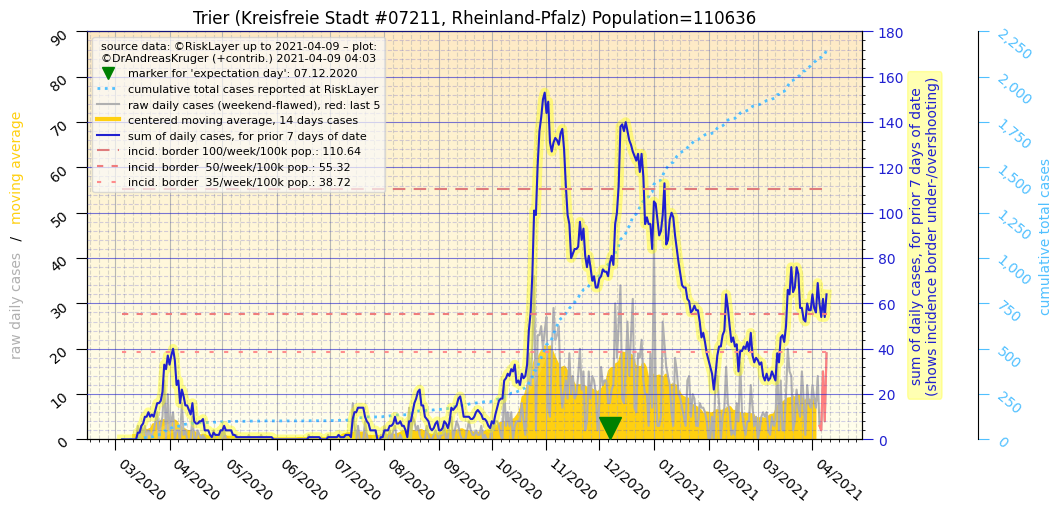 Trier (Kreisfreie Stadt #07211, Rheinland-Pfalz) Population=110636
source data: ©RiskLayer up to 2021-04-09 – plot:
©DrAndreasKruger (+contrib.) 2021-04-09 04:03
marker for 'expectation day': 07.12.2020
cumulative total cases reported at RiskLayer
raw daily cases (weekend-flawed), red: last 5
centered moving average, 14 days cases
sum of daily cases, for prior 7 days of date
incid. border 100/week/100k pop.: 110.64
incid. border  50/week/100k pop.: 55.32
incid. border  35/week/100k pop.: 38.72
raw daily cases  /  moving average
90
80
70
60
50
40
30
20
10
0
180
160
140
120
100
80
60
40
20
0
sum of daily cases, for prior 7 days of date
(shows incidence border under-/overshooting)
2,250
2,000
1,750
1,500
1,250
1,000
750
500
250
0
cumulative total cases
03/2020
04/2020
05/2020
06/2020
07/2020
08/2020
09/2020
10/2020
11/2020
12/2020
01/2021
02/2021
03/2021
04/2021